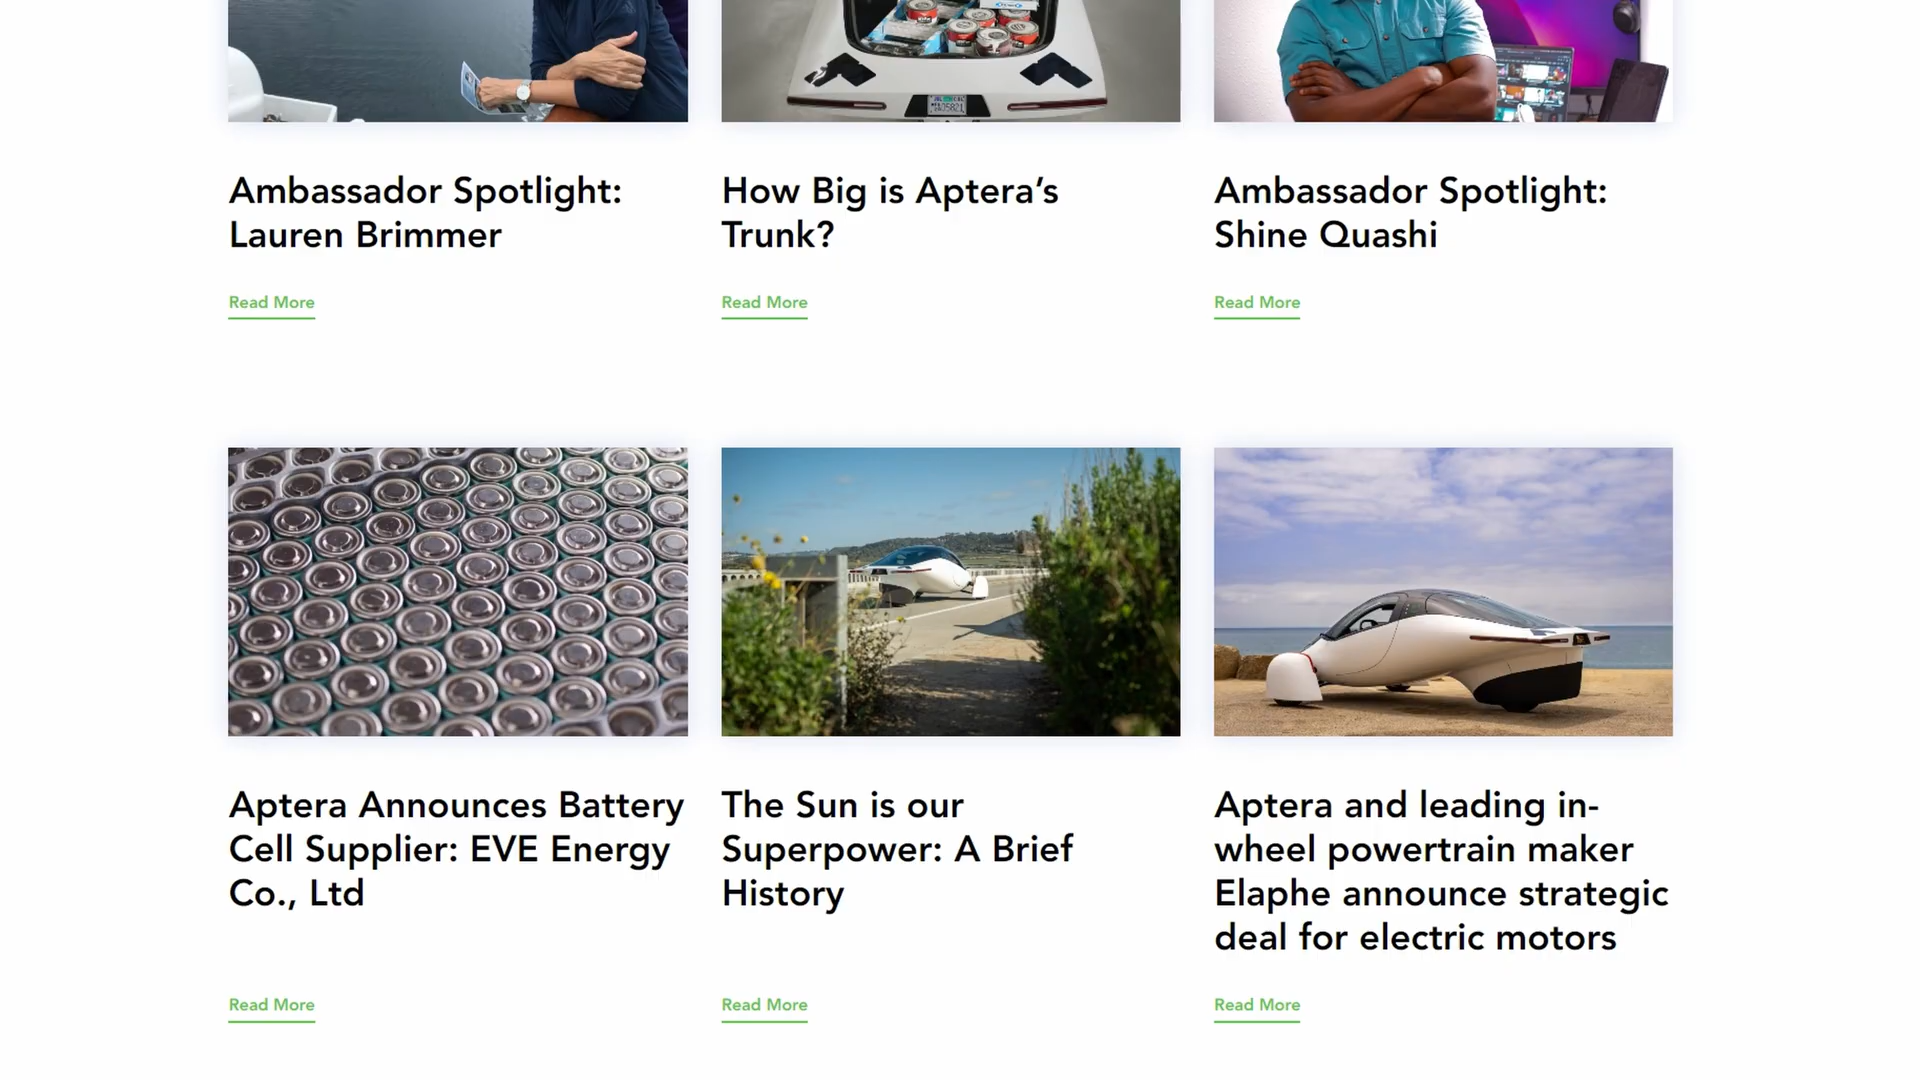 Ambassador Spotlight:
Lauren Brimmer
Read More
How Big is Aptera’s
Trunk?
Read More
Ambassador Spotlight:
Shine Quashi
Read More
Aptera Announces Battery
Cell Supplier: EVE Energy
Co., Ltd
Read More
The Sun is our
Superpower: A Brief
History
Read More
Aptera and leading in-
wheel powertrain maker
Elaphe announce strategic
deal for electric motors
Read More